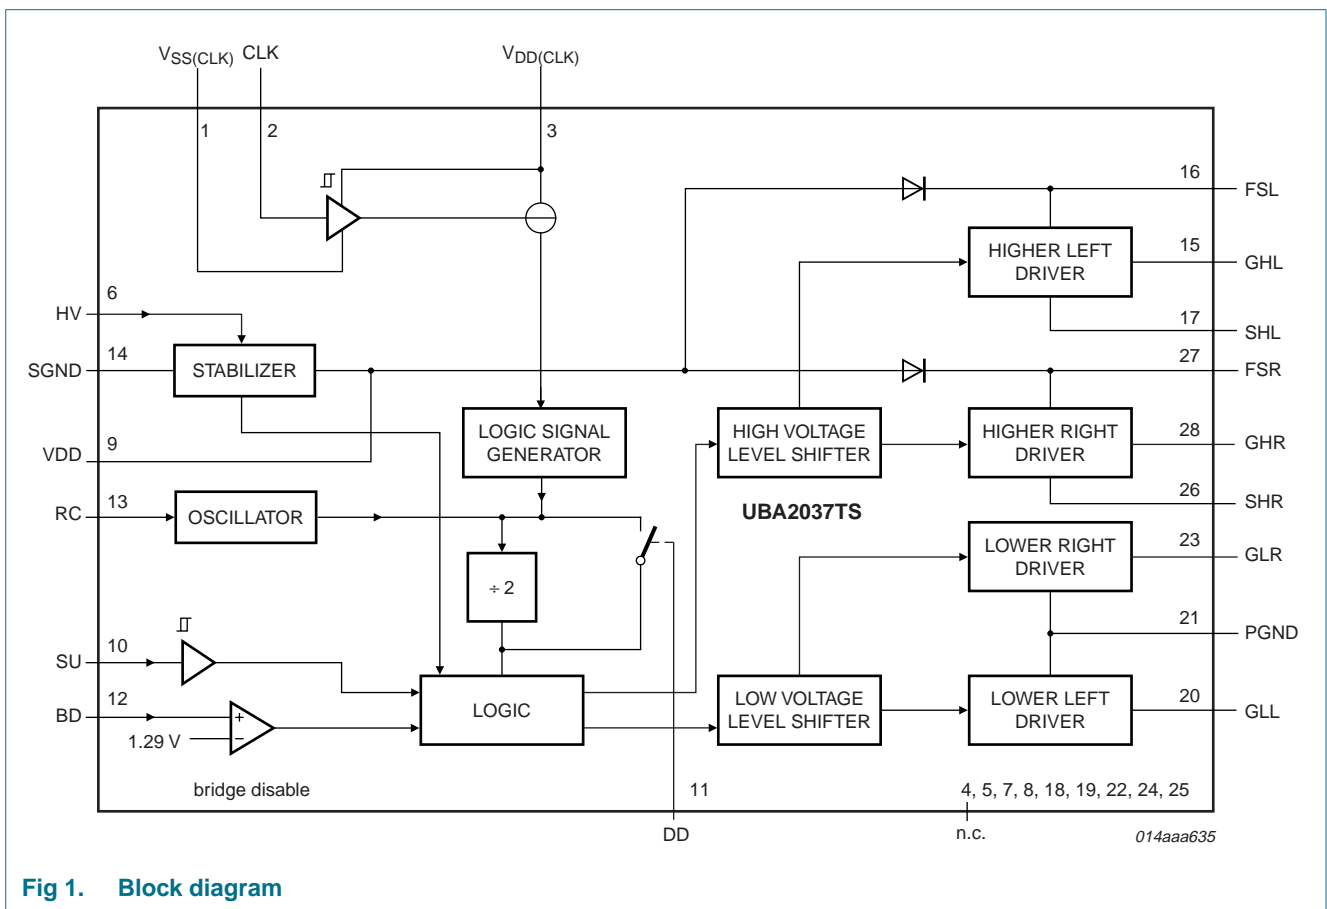 VSS(CLK) CLK VDD(CLK)
1 2 3
16 FSL
HIGHER LEFT
DRIVER
15 GHL
17 SHL
6 HV
14 SGND
STABILIZER
27 FSR
9 VDD
LOGIC SIGNAL
GENERATOR
HIGH VOLTAGE
LEVEL SHIFTER
HIGHER RIGHT
DRIVER
28 GHR
26 SHR
13 RC
OSCILLATOR
UBA2037TS
LOWER RIGHT
DRIVER
23 GLR
÷ 2
21 PGND
10 SU
12 BD
+
−
1.29 V
LOGIC
LOW VOLTAGE
LEVEL SHIFTER
LOWER LEFT
DRIVER
20 GLL
bridge disable
11
DD
4, 5, 7, 8, 18, 19, 22, 24, 25
n.c.
014aaa635
Fig 1. Block diagram